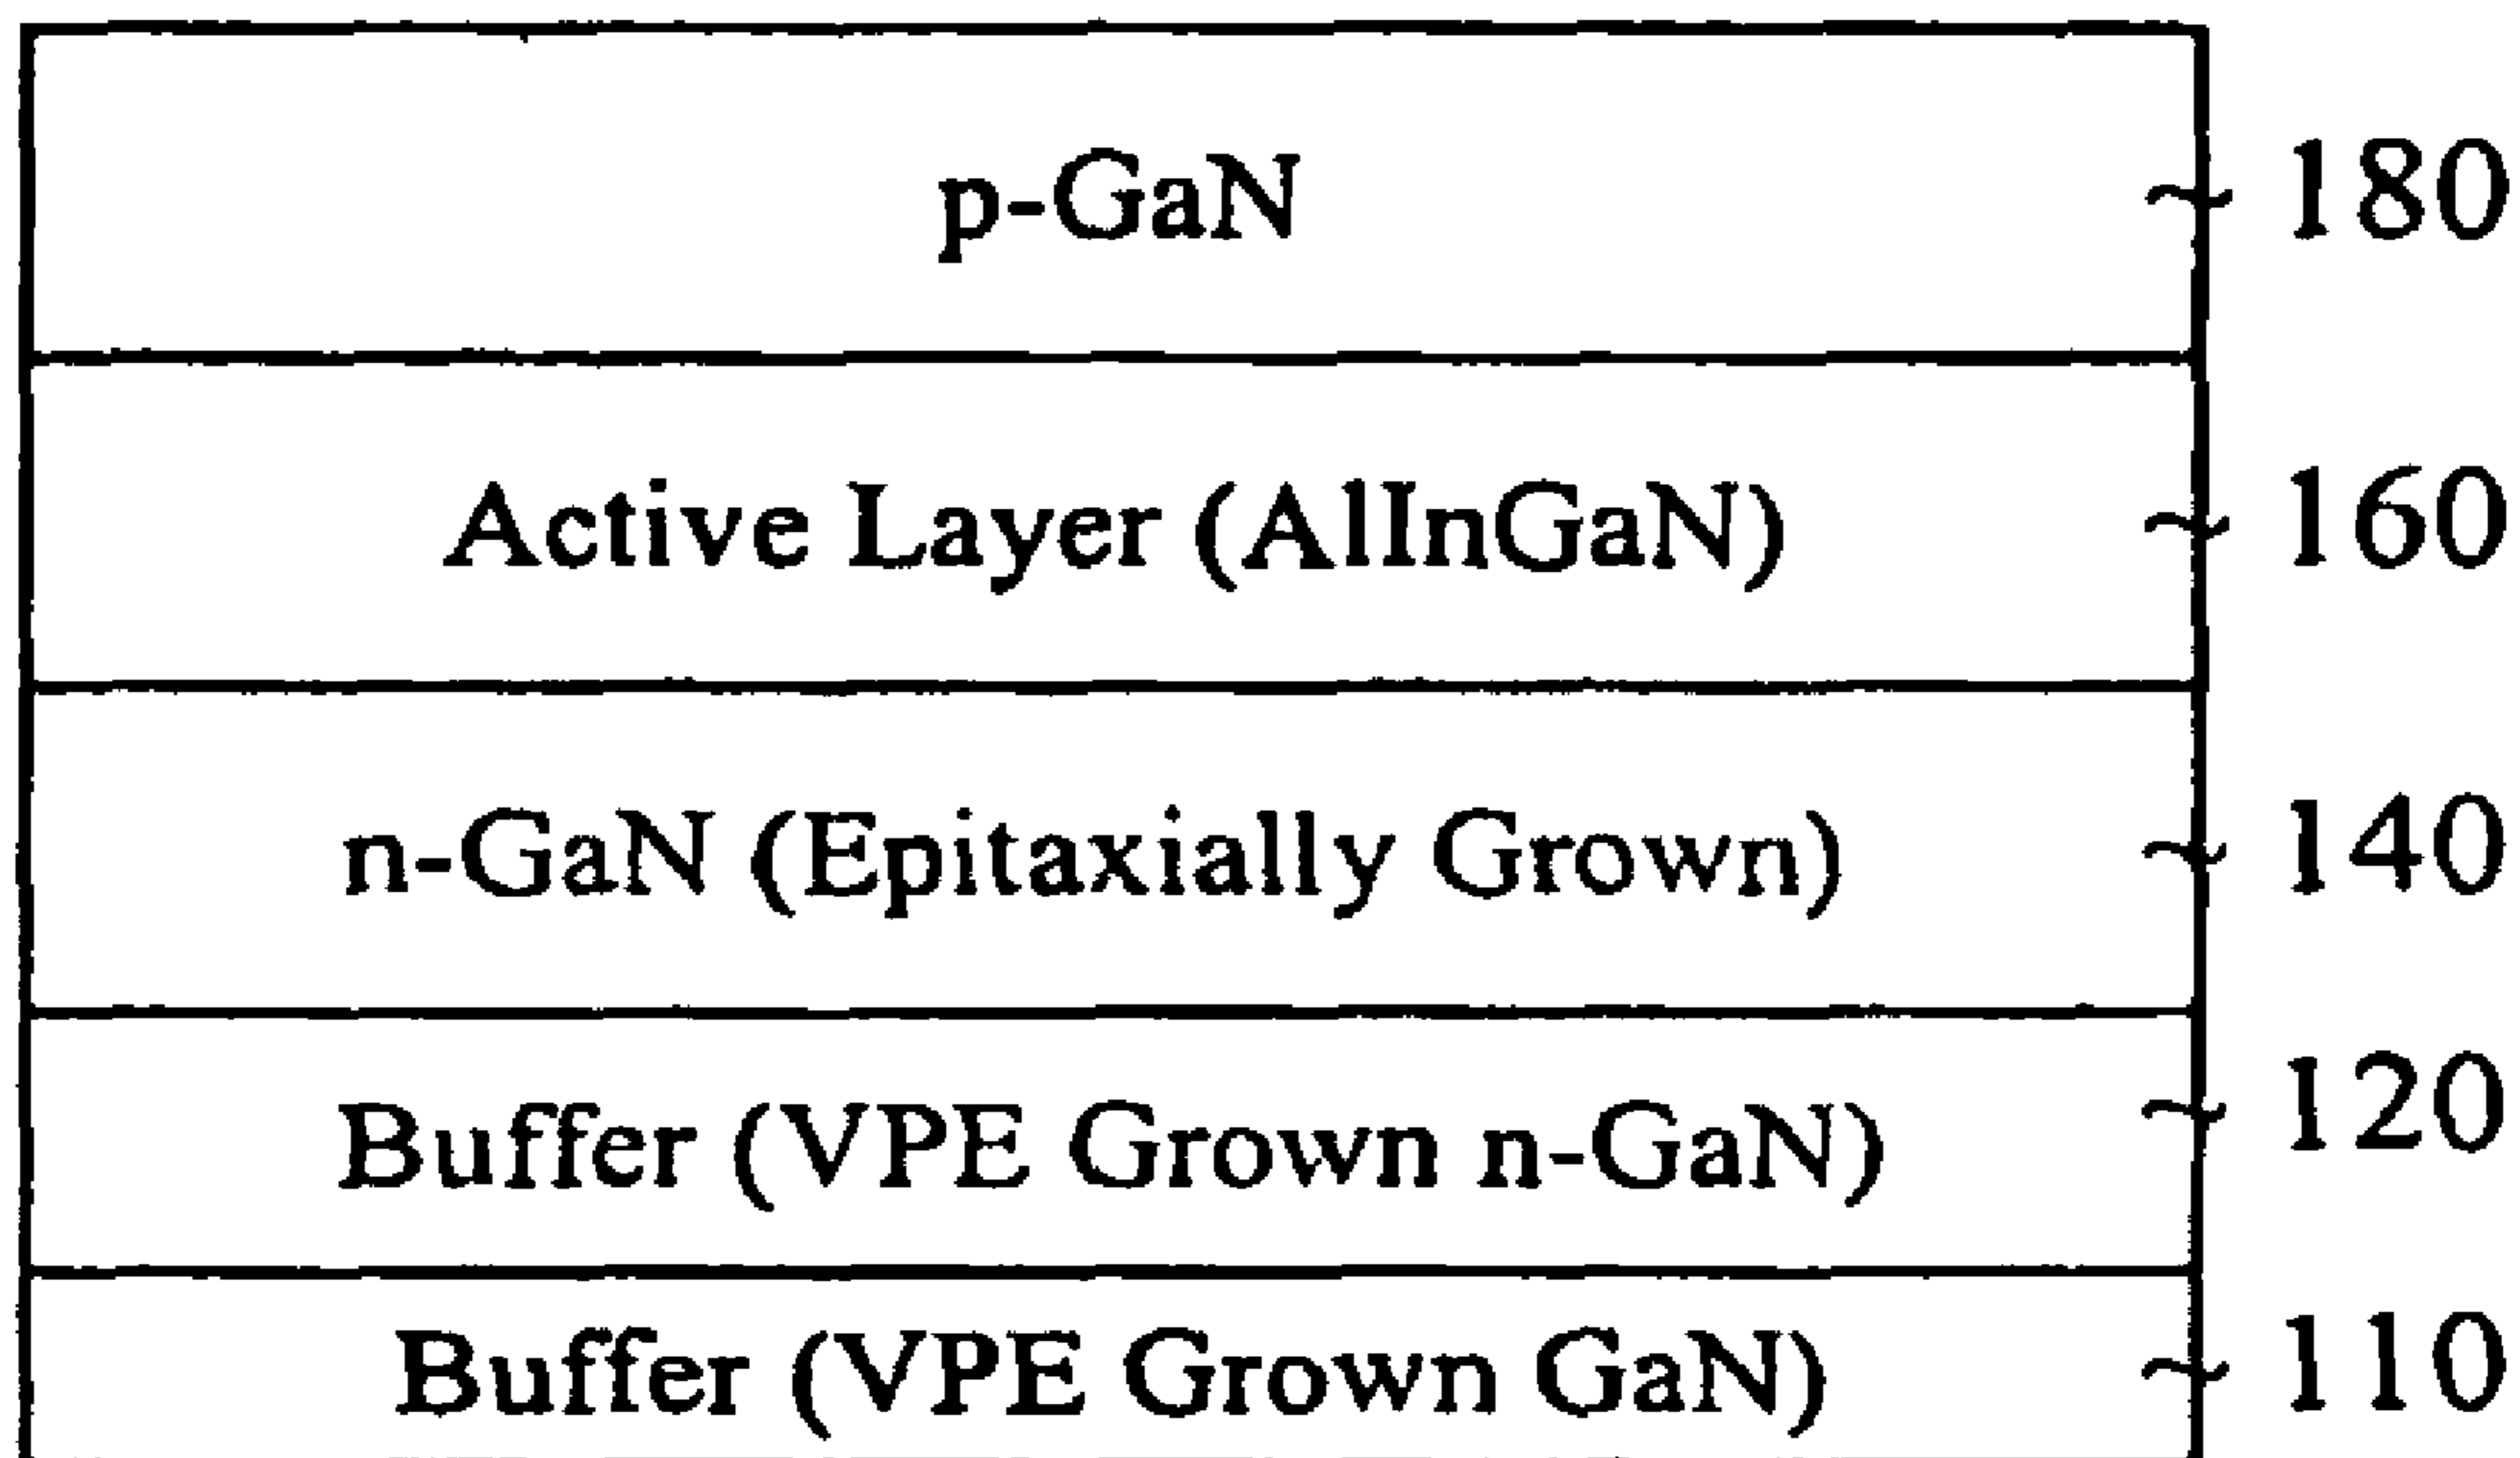 p-GaN ~ 180
Active Layer (AlInGaN) ~ 160
n-GaN (Epitaxially Grown) ~ 140
Buffer (VPE Grown n-GaN) ~ 120
Buffer (VPE Grown GaN) ~ 110